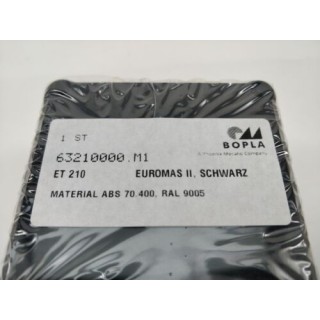 1 ST
BOPLA
A Phoenix Mecano Company
63210000.M1
ET 210 EUROMAS II, SCHWARZ
MATERIAL ABS 70.400, RAL 9005